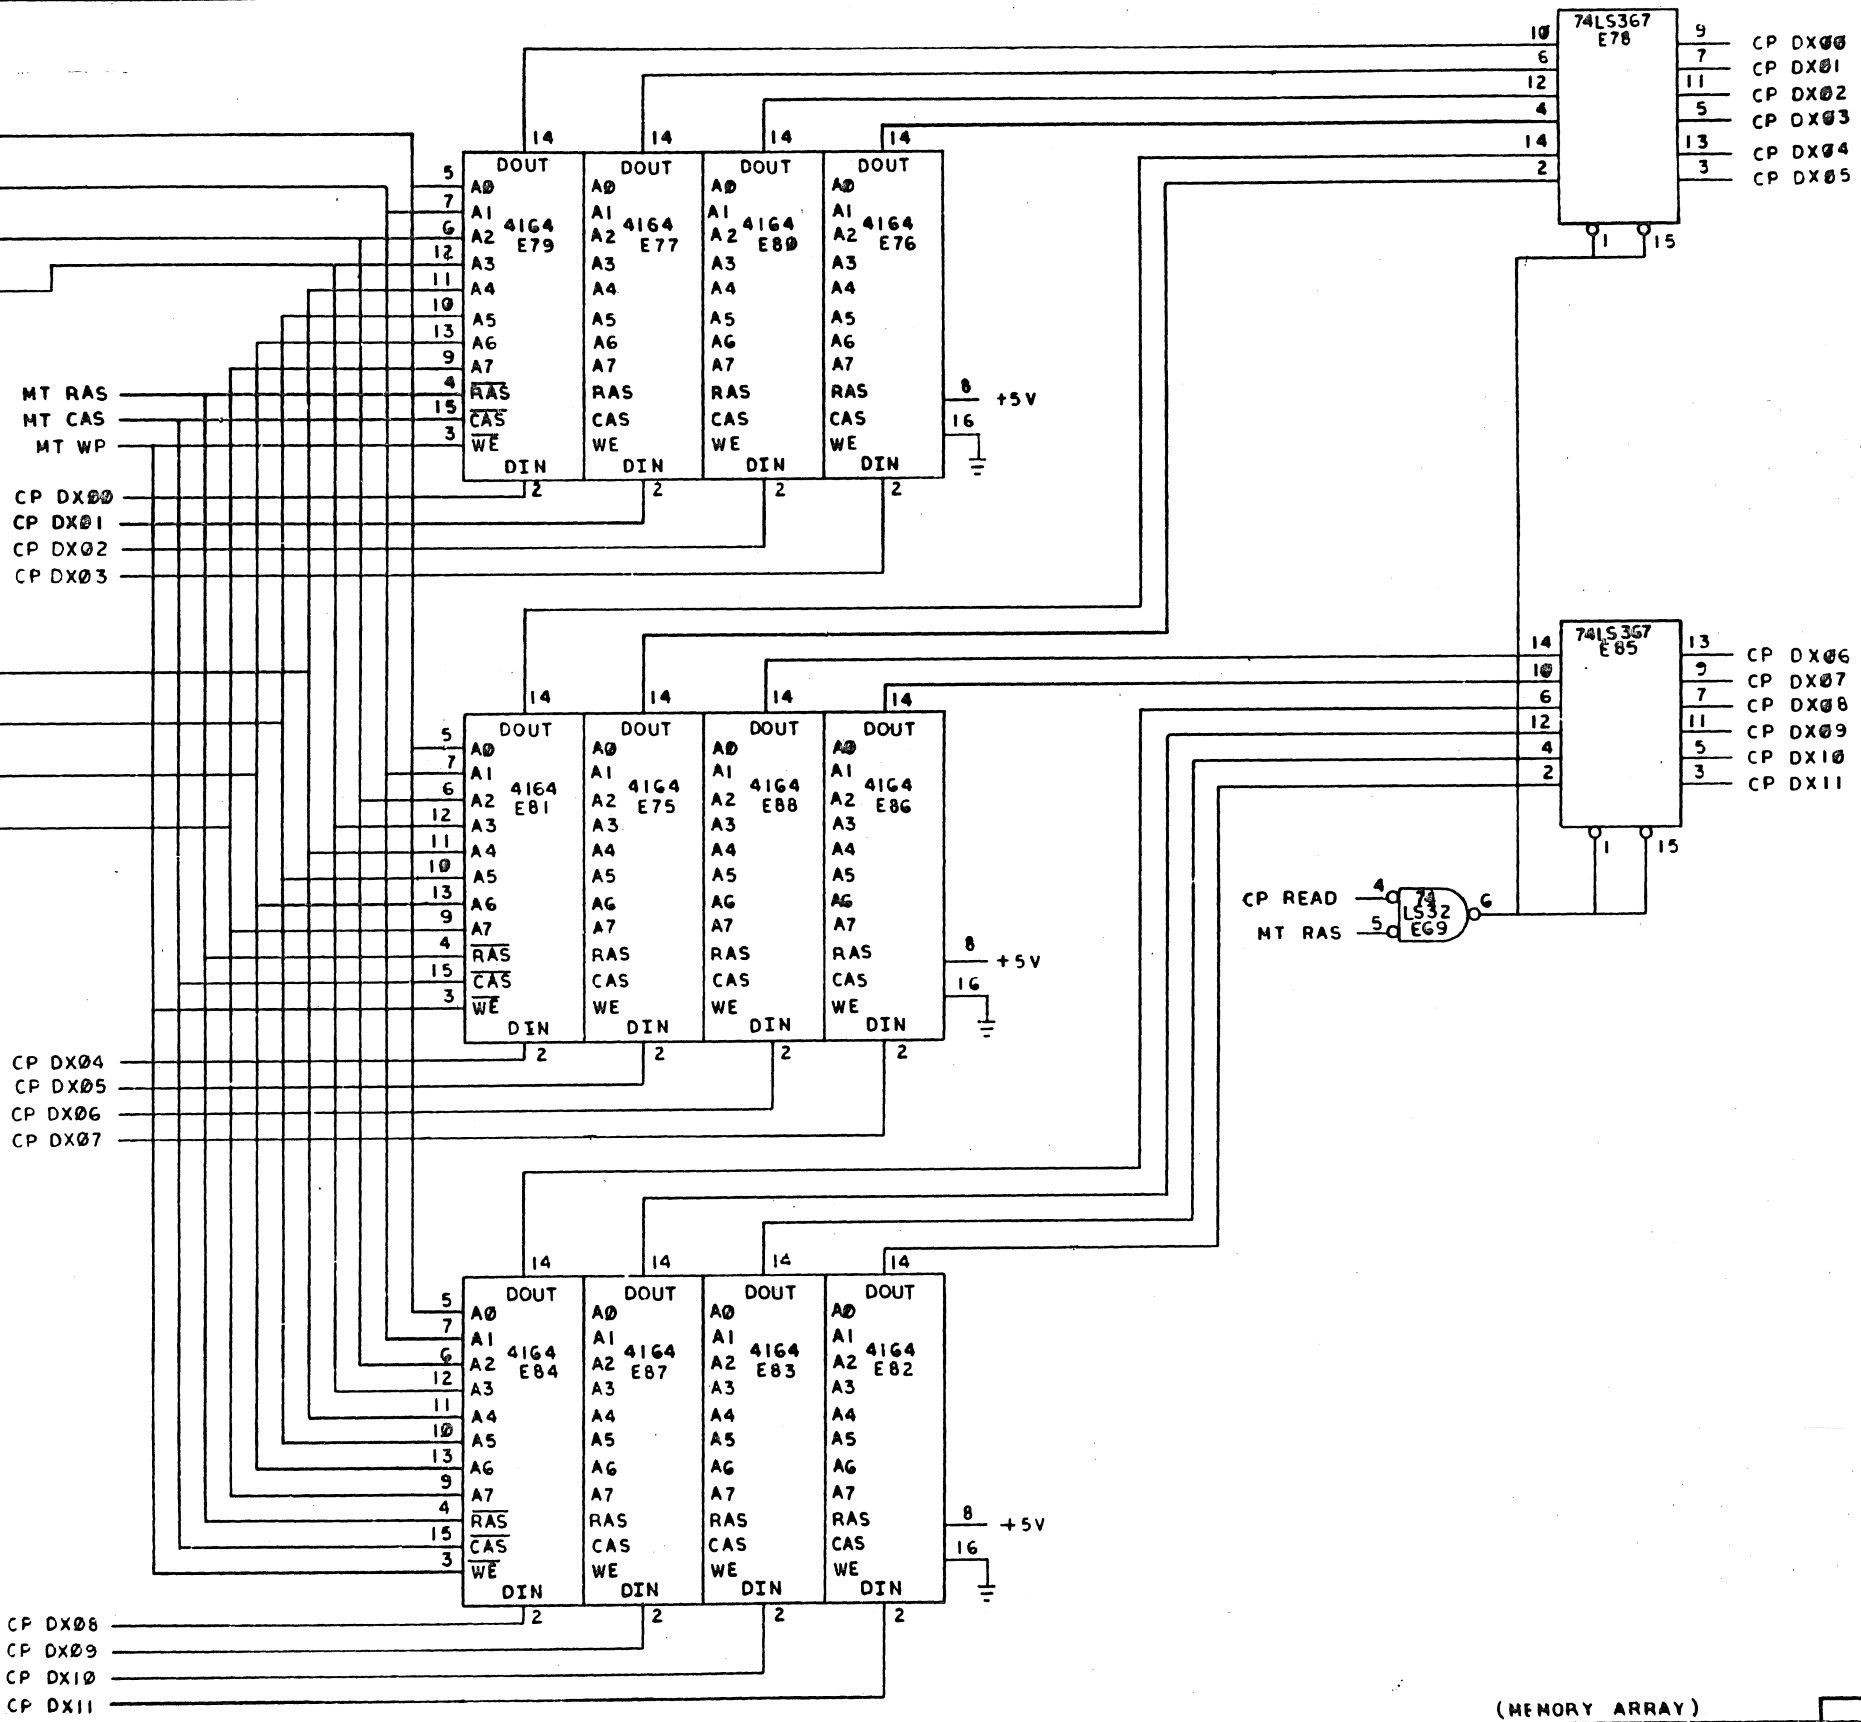 74LS367
E78
10
6
12
4
14
2
9 CP DX00
7 CP DX01
11 CP DX02
5 CP DX03
13 CP DX04
3 CP DX05
1 15
14 14 14 14
DOUT DOUT DOUT DOUT
5 A0 A0 A0 A0
7 A1 A1 A1 A1
4164 4164 4164 4164
6 A2 A2 A2 A2
E79 E77 E80 E76
12 A3 A3 A3 A3
11 A4 A4 A4 A4
10 A5 A5 A5 A5
13 A6 A6 A6 A6
9 A7 A7 A7 A7
MT RAS 4 RAS RAS RAS RAS
MT CAS 15 CAS CAS CAS CAS
MT WP 3 WE WE WE WE
8 +5V
16
DIN DIN DIN DIN
2 2 2 2
CP DX00
CP DX01
CP DX02
CP DX03
74LS367
E85
14
10
6
12
4
2
13 CP DX06
9 CP DX07
7 CP DX08
11 CP DX09
5 CP DX10
3 CP DX11
1 15
14 14 14 14
DOUT DOUT DOUT DOUT
5 A0 A0 A0 A0
7 A1 A1 A1 A1
4164 4164 4164 4164
6 A2 A2 A2 A2
E81 E75 E88 E86
12 A3 A3 A3 A3
11 A4 A4 A4 A4
10 A5 A5 A5 A5
13 A6 A6 A6 A6
9 A7 A7 A7 A7
4 RAS RAS RAS RAS
15 CAS CAS CAS CAS
3 WE WE WE WE
8 +5V
16
DIN DIN DIN DIN
2 2 2 2
CP READ 4
MT RAS 5
74
LS32
E69
6
CP DX04
CP DX05
CP DX06
CP DX07
14 14 14 14
DOUT DOUT DOUT DOUT
5 A0 A0 A0 A0
7 A1 A1 A1 A1
4164 4164 4164 4164
6 A2 A2 A2 A2
E84 E87 E83 E82
12 A3 A3 A3 A3
11 A4 A4 A4 A4
10 A5 A5 A5 A5
13 A6 A6 A6 A6
9 A7 A7 A7 A7
4 RAS RAS RAS RAS
15 CAS CAS CAS CAS
3 WE WE WE WE
8 +5V
16
DIN DIN DIN DIN
2 2 2 2
CP DX08
CP DX09
CP DX10
CP DX11
(MEMORY ARRAY)